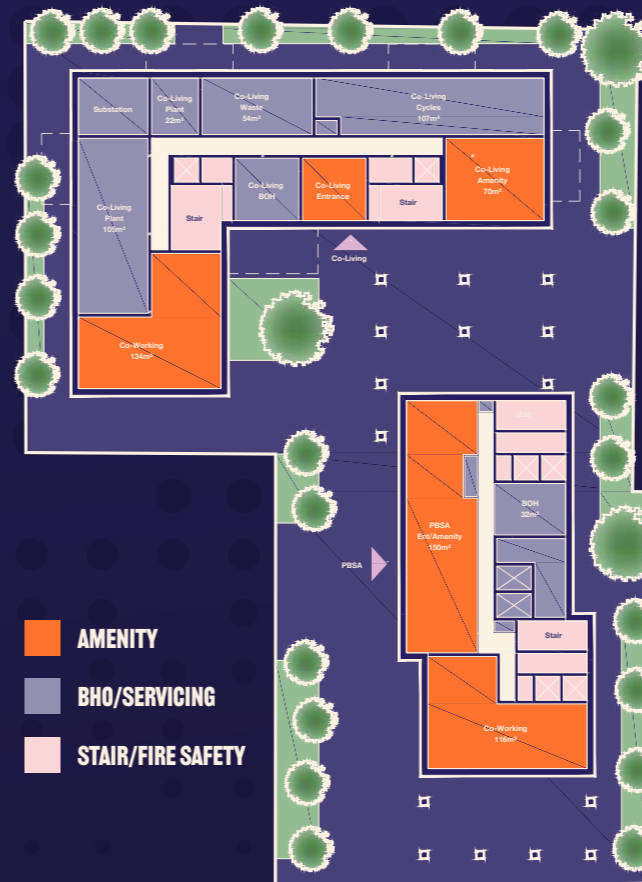 Substation
Co-Living
Plant
22m²
Co-Living
Waste
54m²
Co-Living
Cycles
107m²
Co-Living
Plant
105m²
Stair
Co-Living
BOH
Co-Living
Entrance
Stair
Co-Living
Amenity
70m²
Co-Living
Co-Working
134m²
Stair
BOH
32m²
PBSA
Ent/Amenity
150m²
PBSA
Stair
Co-Working
116m²
AMENITY
BHO/SERVICING
STAIR/FIRE SAFETY